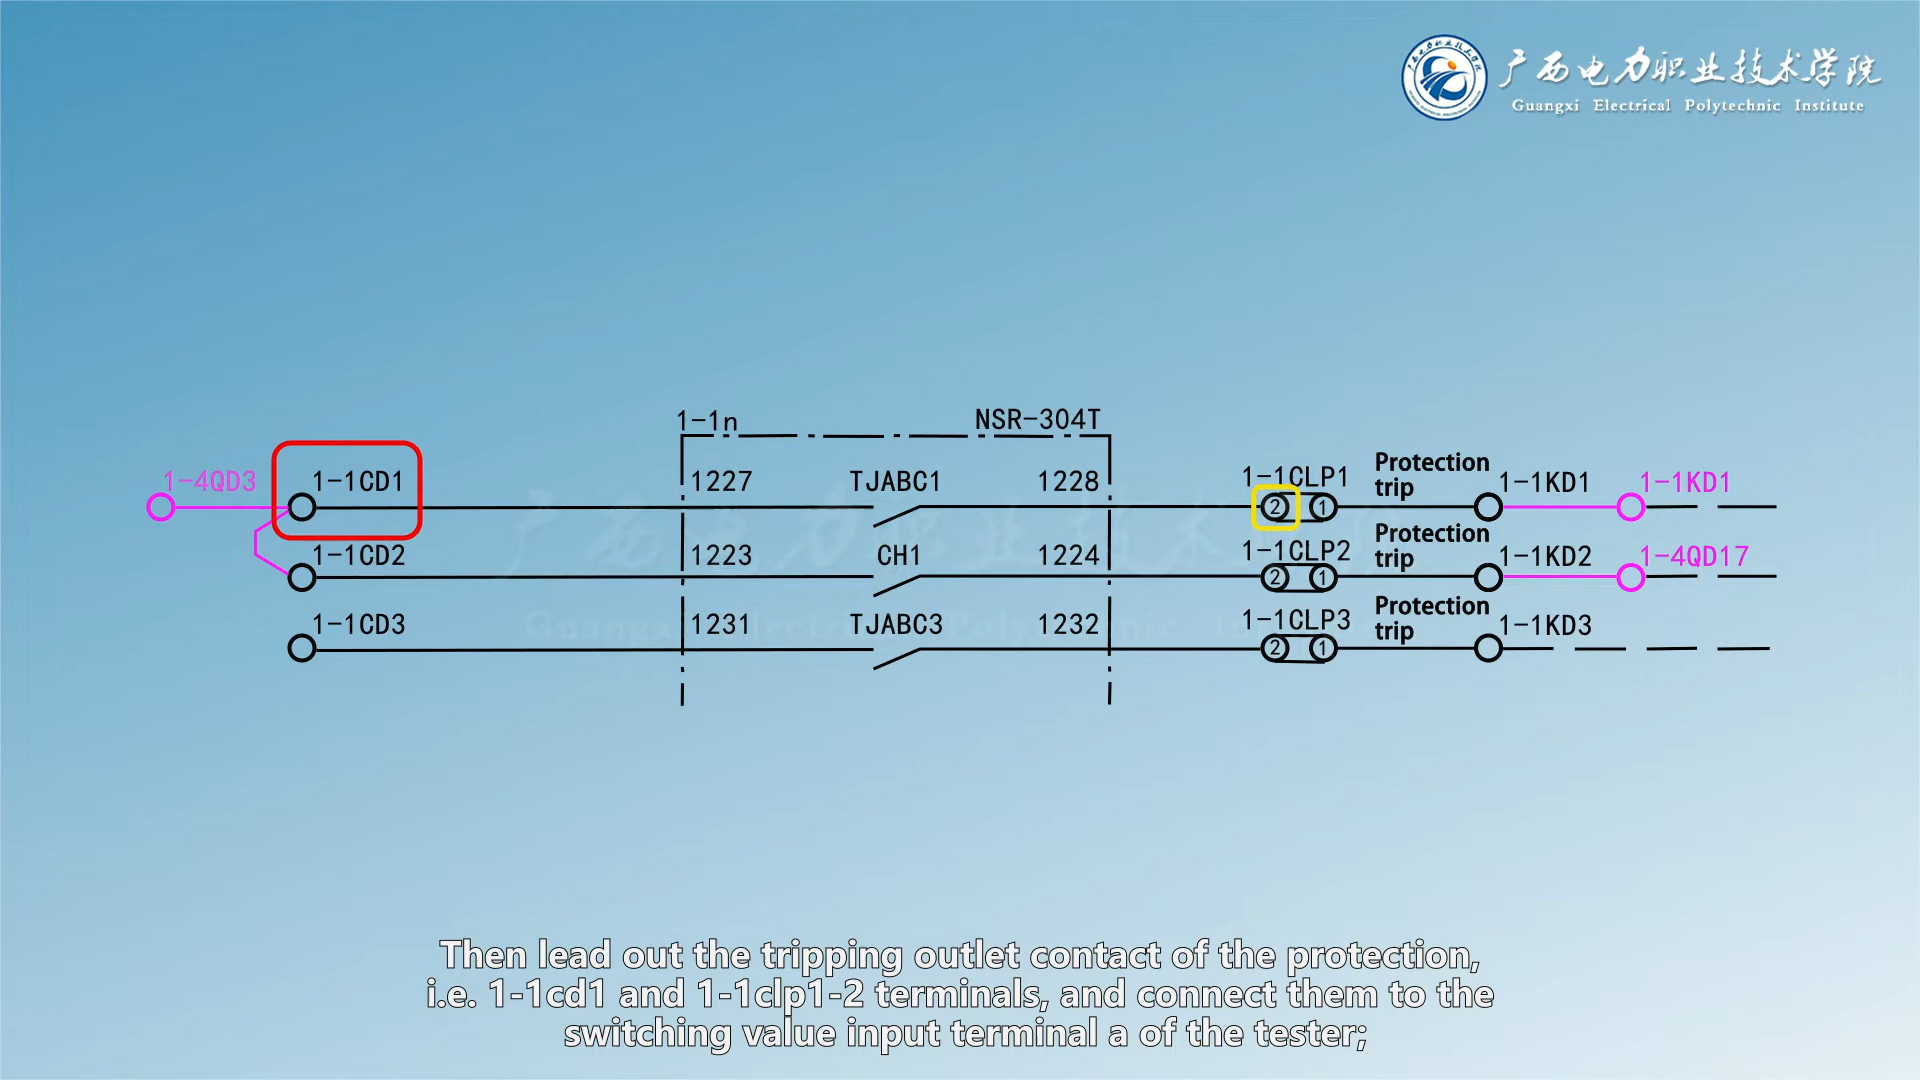 广西电力职业技术学院
Guangxi Electrical Polytechnic Institute
1-1n
NSR-304T
1-4QD3
1-1CD1
1227
TJABC1
1228
1-1CLP1
2
1
Protection
trip
1-1KD1
1-1KD1
1-1CD2
1223
CH1
1224
1-1CLP2
2
1
Protection
trip
1-1KD2
1-4QD17
1-1CD3
1231
TJABC3
1232
1-1CLP3
2
1
Protection
trip
1-1KD3
Then lead out the tripping outlet contact of the protection,
i.e. 1-1cd1 and 1-1clp1-2 terminals, and connect them to the
switching value input terminal a of the tester;